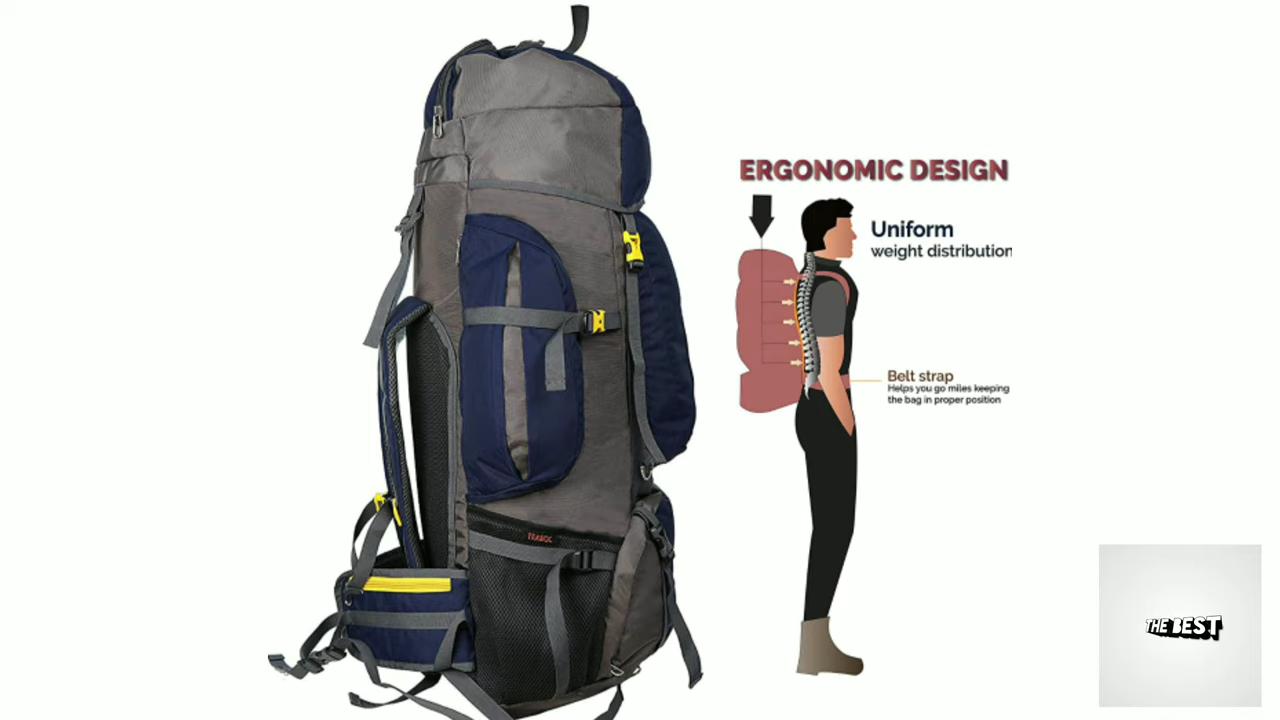 ERGONOMIC DESIGN
Uniform
weight distribution
Belt strap
Helps you go miles keeping
the bag in proper position
THE BEST